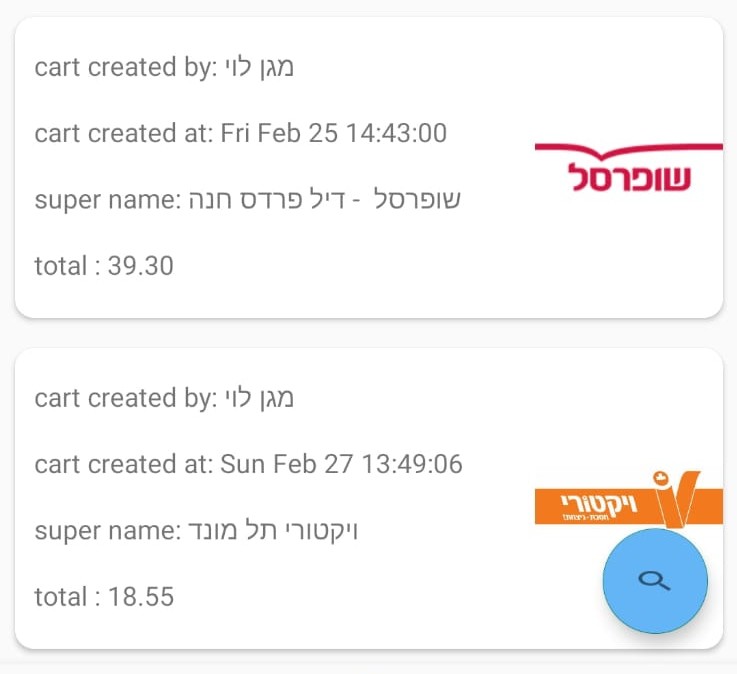 cart created by: מגן לוי
cart created at: Fri Feb 25 14:43:00
super name: שופרסל  - דיל פרדס חנה
total : 39.30
שופרסל
cart created by: מגן לוי
cart created at: Sun Feb 27 13:49:06
super name: ויקטורי תל מונד
total : 18.55
ויקטורי